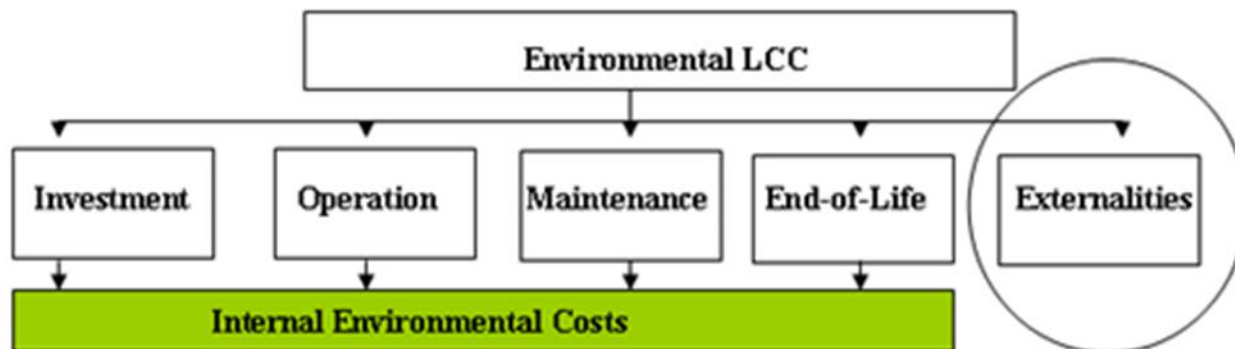 Environmental LCC
Investment
Operation
Maintenance
End-of-Life
Externalities
Internal Environmental Costs